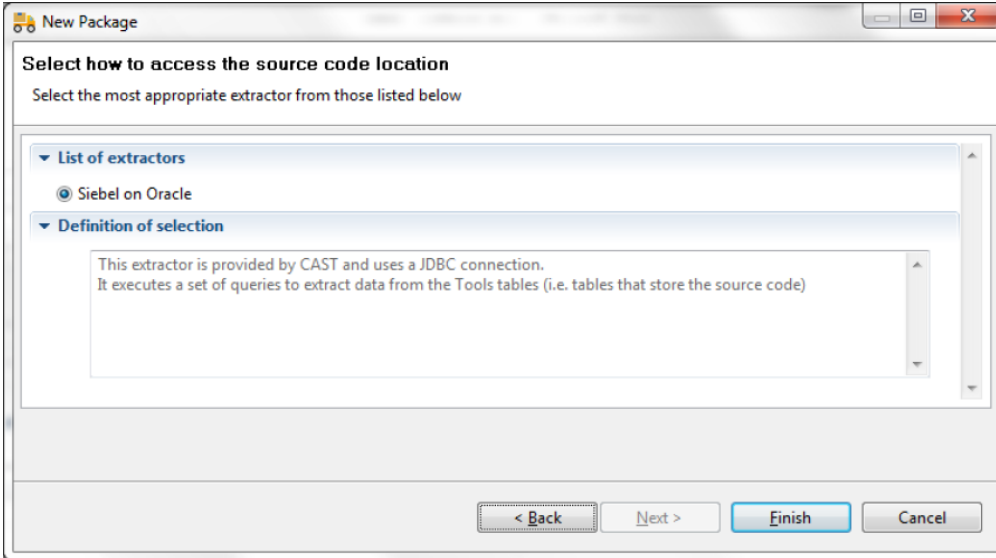 New Package
Select how to access the source code location
Select the most appropriate extractor from those listed below
List of extractors
Siebel on Oracle
Definition of selection
This extractor is provided by CAST and uses a JDBC connection.
It executes a set of queries to extract data from the Tools tables (i.e. tables that store the source code)
< Back Next > Finish Cancel